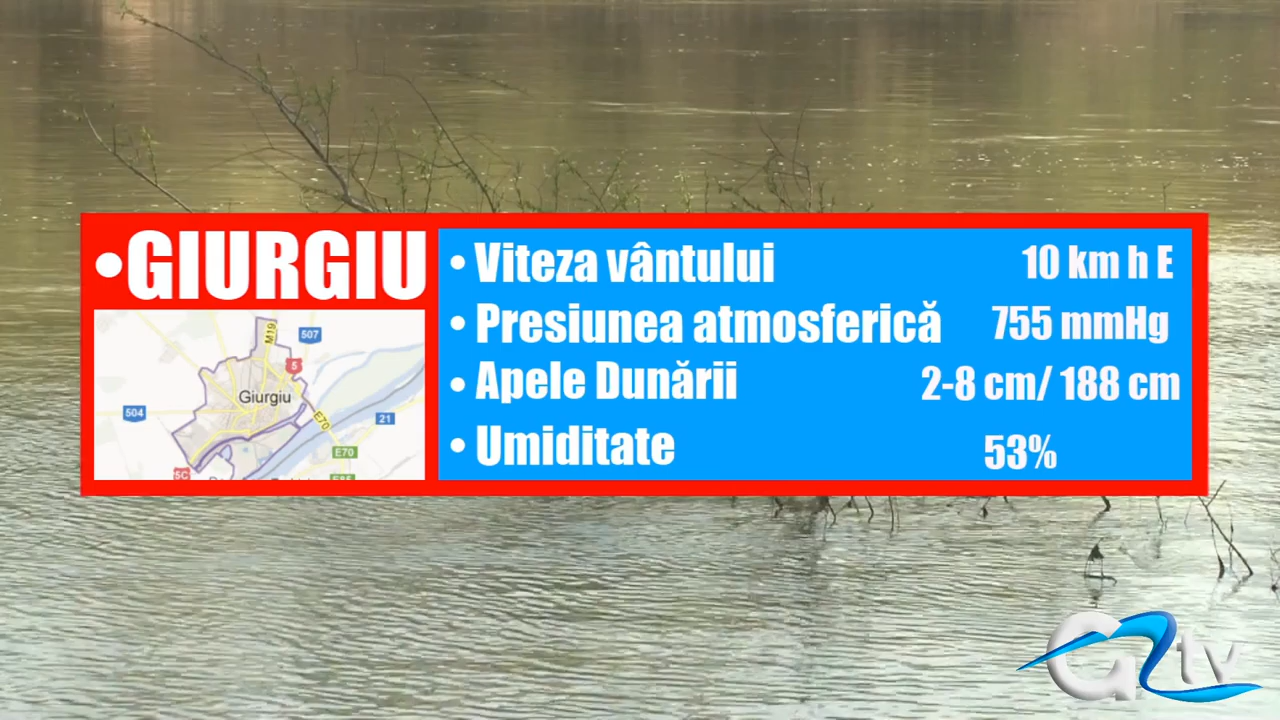 •GIURGIU
• Viteza vântului 10 km h E
• Presiunea atmosferică 755 mmHg
• Apele Dunării 2-8 cm/ 188 cm
• Umiditate 53%
M19
507
5
Giurgiu
504
E70
21
E70
5C
G2tv